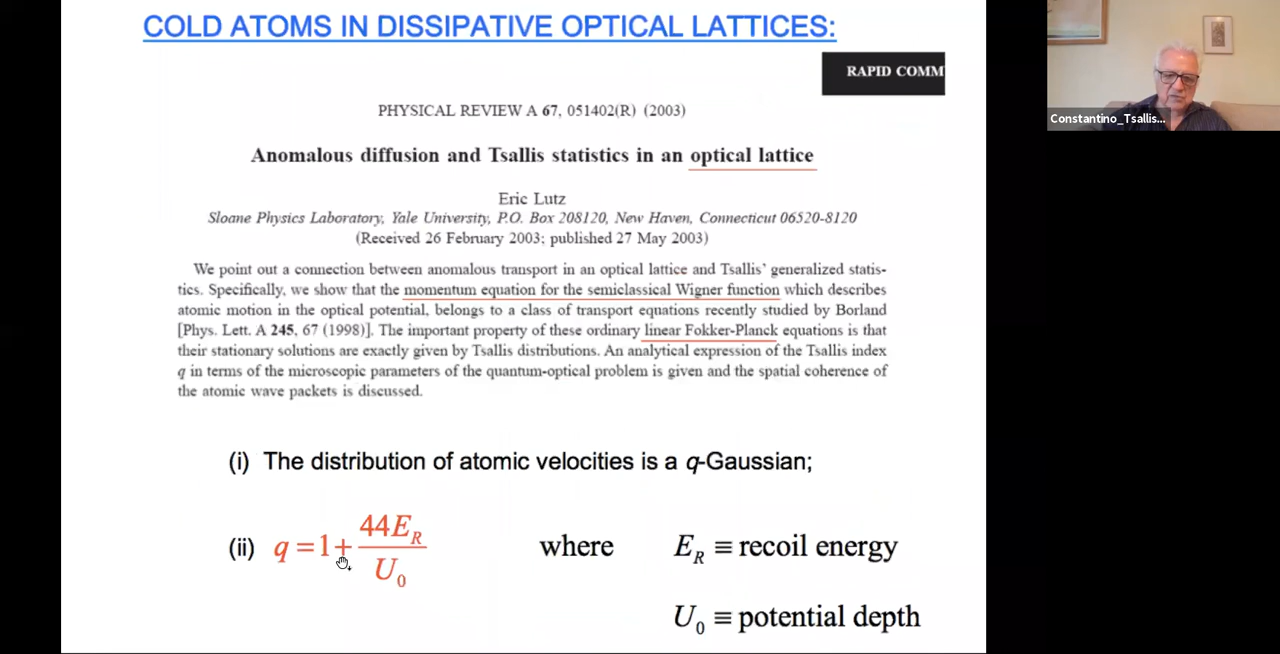 COLD ATOMS IN DISSIPATIVE OPTICAL LATTICES:
RAPID COMM
PHYSICAL REVIEW A 67, 051402(R) (2003)
Anomalous diffusion and Tsallis statistics in an optical lattice
Eric Lutz
Sloane Physics Laboratory, Yale University, P.O. Box 208120, New Haven, Connecticut 06520-8120
(Received 26 February 2003; published 27 May 2003)
We point out a connection between anomalous transport in an optical lattice and Tsallis' generalized statis-
tics. Specifically, we show that the momentum equation for the semiclassical Wigner function which describes
atomic motion in the optical potential, belongs to a class of transport equations recently studied by Borland
[Phys. Lett. A 245, 67 (1998)]. The important property of these ordinary linear Fokker-Planck equations is that
their stationary solutions are exactly given by Tsallis distributions. An analytical expression of the Tsallis index
q in terms of the microscopic parameters of the quantum-optical problem is given and the spatial coherence of
the atomic wave packets is discussed.
(i) The distribution of atomic velocities is a q-Gaussian;
(ii) q = 1 + 44E_R / U_0 where E_R ≡ recoil energy
U_0 ≡ potential depth
Constantino_Tsallis...